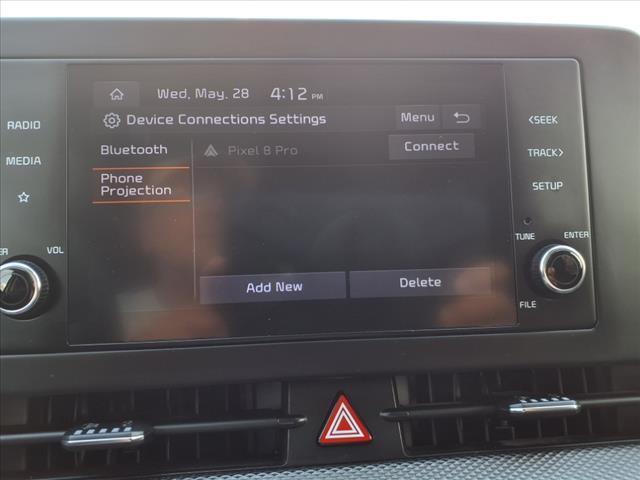 Wed, May. 28 4:12 PM
Device Connections Settings Menu
Bluetooth
Phone
Projection
Pixel 8 Pro Connect
Add New Delete
RADIO
MEDIA
VOL
<SEEK
TRACK>
SETUP
TUNE ENTER
FILE